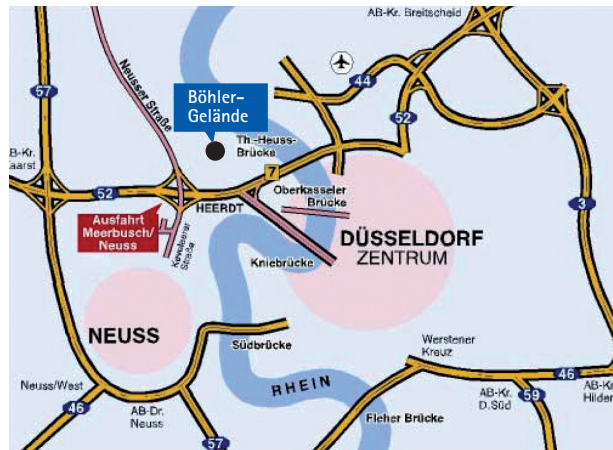 AB-Kr. Breitscheid
57
Neusser Straße
44
Böhler-
Gelände
52
Th.-Heuss-
Brücke
AB-Kr.
Kaarst
7
52
HEERDT
Oberkasseler
Brücke
3
Ausfahrt
Meerbusch/
Neuss
DÜSSELDORF
ZENTRUM
Kniebrücke
NEUSS
Südbrücke
Werstener
Kreuz
Neuss/West
RHEIN
46
46
AB-Dr.
Neuss
AB-Kr.
D.Süd
59
AB-Kr.
Hilden
Fleher Brücke
57